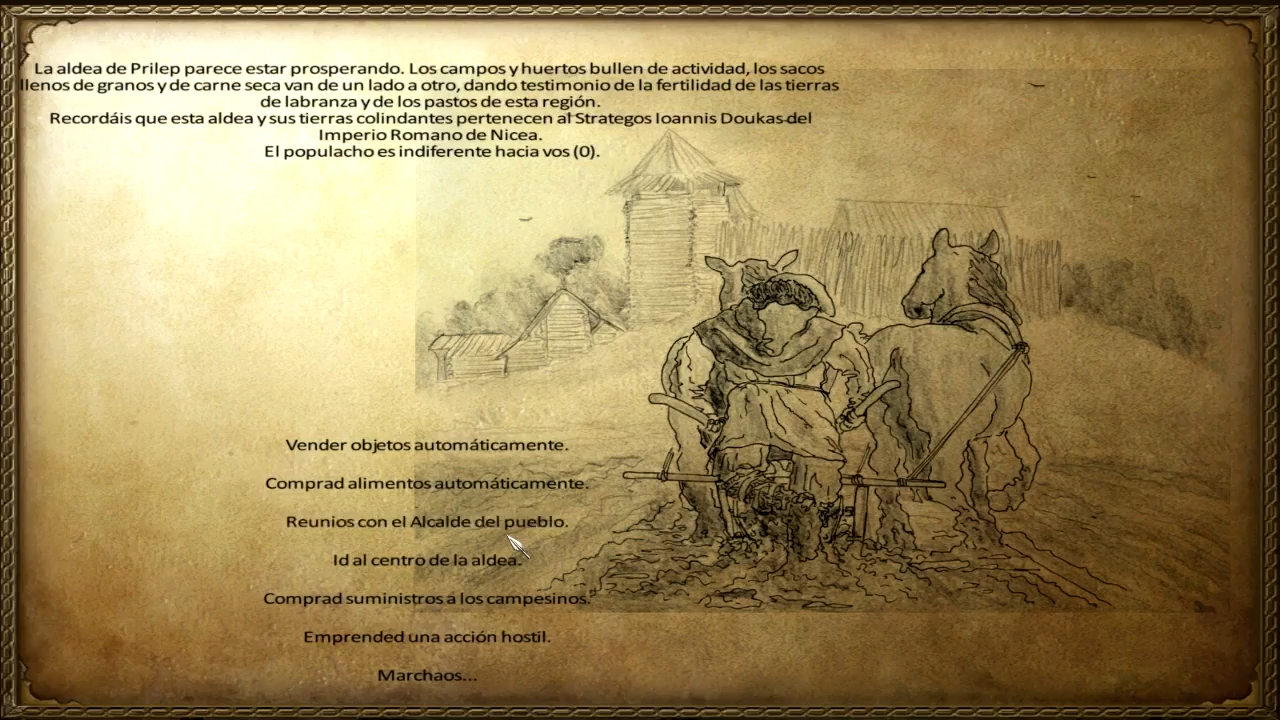 La aldea de Prilep parece estar prosperando. Los campos y huertos bullen de actividad, los sacos
llenos de granos y de carne seca van de un lado a otro, dando testimonio de la fertilidad de las tierras
de labranza y de los pastos de esta región.
Recordáis que esta aldea y sus tierras colindantes pertenecen al Strategos Ioannis Doukas del
Imperio Romano de Nicea.
El populacho es indiferente hacia vos (0).
Vender objetos automáticamente.
Comprad alimentos automáticamente.
Reunios con el Alcalde del pueblo.
Id al centro de la aldea.
Comprad suministros a los campesinos.
Emprended una acción hostil.
Marchaos...